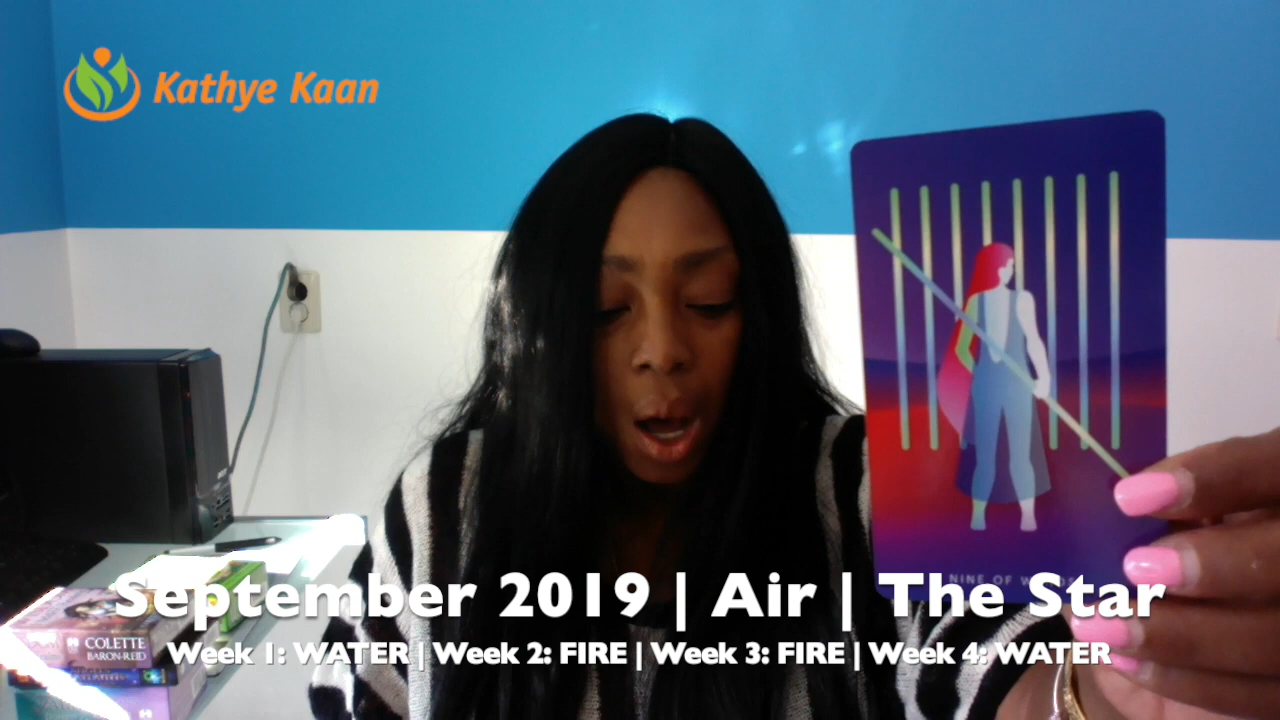 Kathye Kaan
NINE OF WANDS
September 2019 | Air | The Star
Week 1: WATER | Week 2: FIRE | Week 3: FIRE | Week 4: WATER
COLETTE
BARON-REID